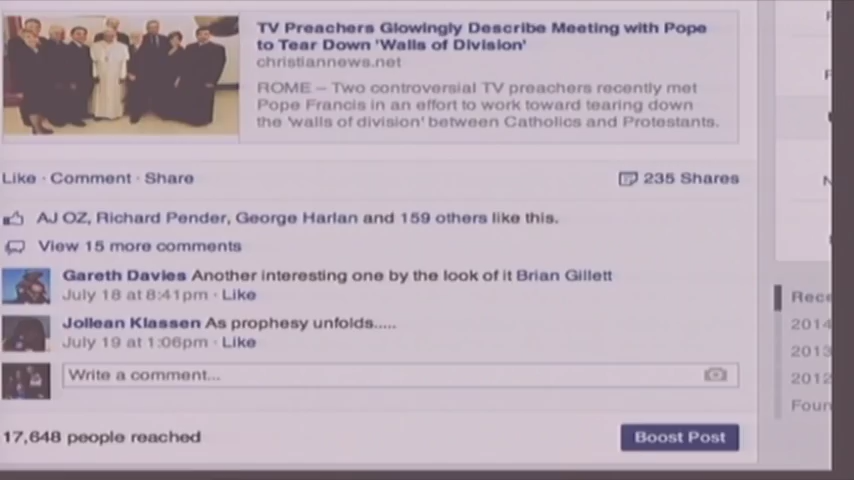 TV Preachers Glowingly Describe Meeting with Pope
to Tear Down 'Walls of Division'
christiannews.net
ROME – Two controversial TV preachers recently met
Pope Francis in an effort to work toward tearing down
the 'walls of division' between Catholics and Protestants.
Like · Comment · Share
235 Shares
AJ OZ, Richard Pender, George Harlan and 159 others like this.
View 15 more comments
Gareth Davies Another interesting one by the look of it Brian Gillett
July 18 at 8:41pm · Like
Jollean Klassen As prophesy unfolds.....
July 19 at 1:06pm · Like
Write a comment...
17,648 people reached
Boost Post
Rece
2014
2013
2012
Foun